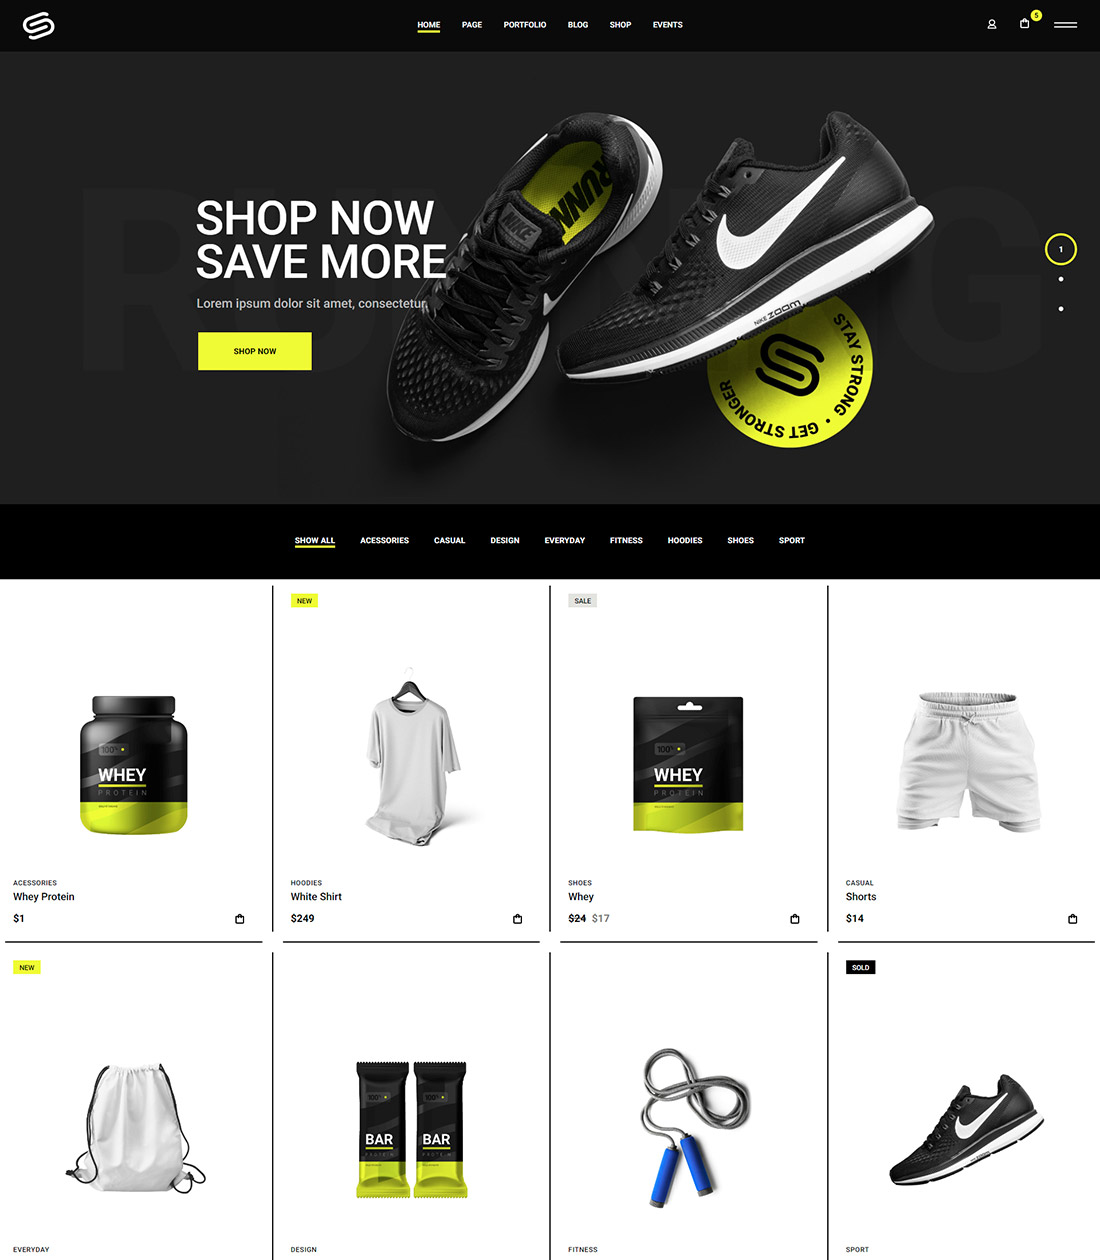 HOME PAGE PORTFOLIO BLOG SHOP EVENTS
5
RUNNING
SHOP NOW
SAVE MORE
Lorem ipsum dolor sit amet, consectetur.
SHOP NOW
NIKE
RUNN
NIKE ZOOM
STAY STRONG • GET STRONGER
1
SHOW ALL ACESSORIES CASUAL DESIGN EVERYDAY FITNESS HOODIES SHOES SPORT
100%
WHEY
PROTEIN
ACESSORIES
Whey Protein
$1
NEW
HOODIES
White Shirt
$249
SALE
100%
WHEY
PROTEIN
SHOES
Whey
$24 $17
CASUAL
Shorts
$14
NEW
EVERYDAY
100% 100%
BAR BAR
PROTEIN PROTEIN
DESIGN
FITNESS
SOLD
SPORT